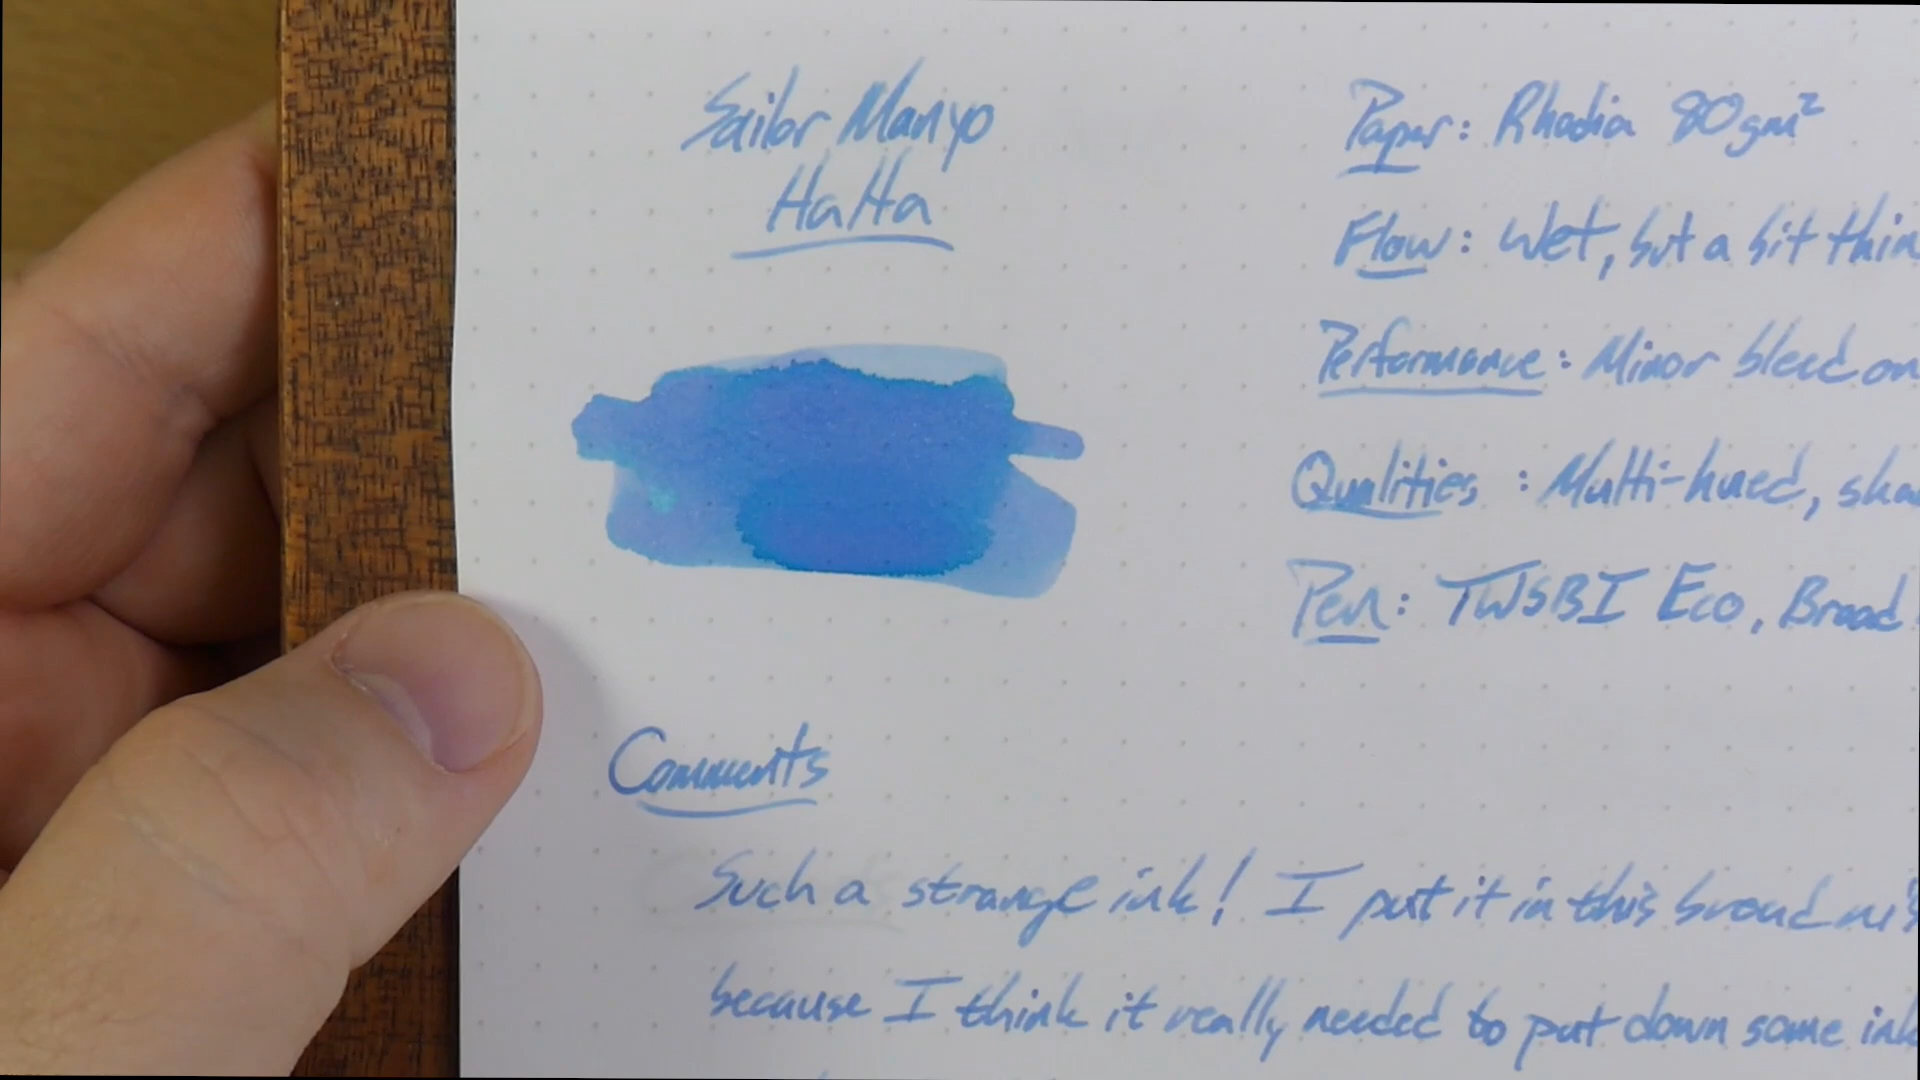 Sailor Manyo
HaHa
Paper: Rhodia 80gm²
Flow: Wet, but a bit thin
Performance: Minor bleed on
Qualities: Multi-hued, sha
Pen: TWSBI Eco, Broad
Comments
Such a strange ink! I put it in this broad nib
because I think it really needed to put down some ink